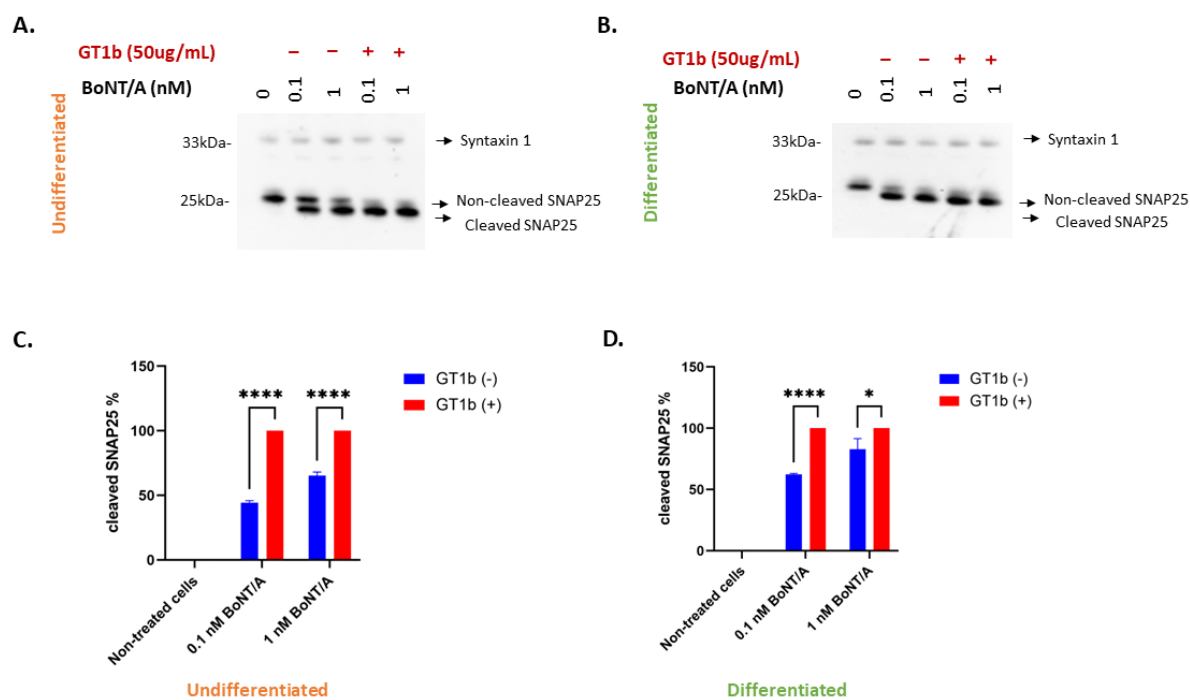 A.
GT1b (50ug/mL) – – + +
BoNT/A (nM) 0 0.1 1 0.1 1
Undifferentiated
33kDa-
Syntaxin 1
25kDa-
Non-cleaved SNAP25
Cleaved SNAP25
B.
GT1b (50ug/mL) – – + +
BoNT/A (nM) 0 0.1 1 0.1 1
Differentiated
33kDa-
Syntaxin 1
25kDa-
Non-cleaved SNAP25
Cleaved SNAP25
C.
cleaved SNAP25 %
150
100
50
0
**** ****
GT1b (-)
GT1b (+)
Non-treated cells
0.1 nM BoNT/A
1 nM BoNT/A
Undifferentiated
D.
cleaved SNAP25 %
150
100
50
0
**** *
GT1b (-)
GT1b (+)
Non-treated cells
0.1 nM BoNT/A
1 nM BoNT/A
Differentiated